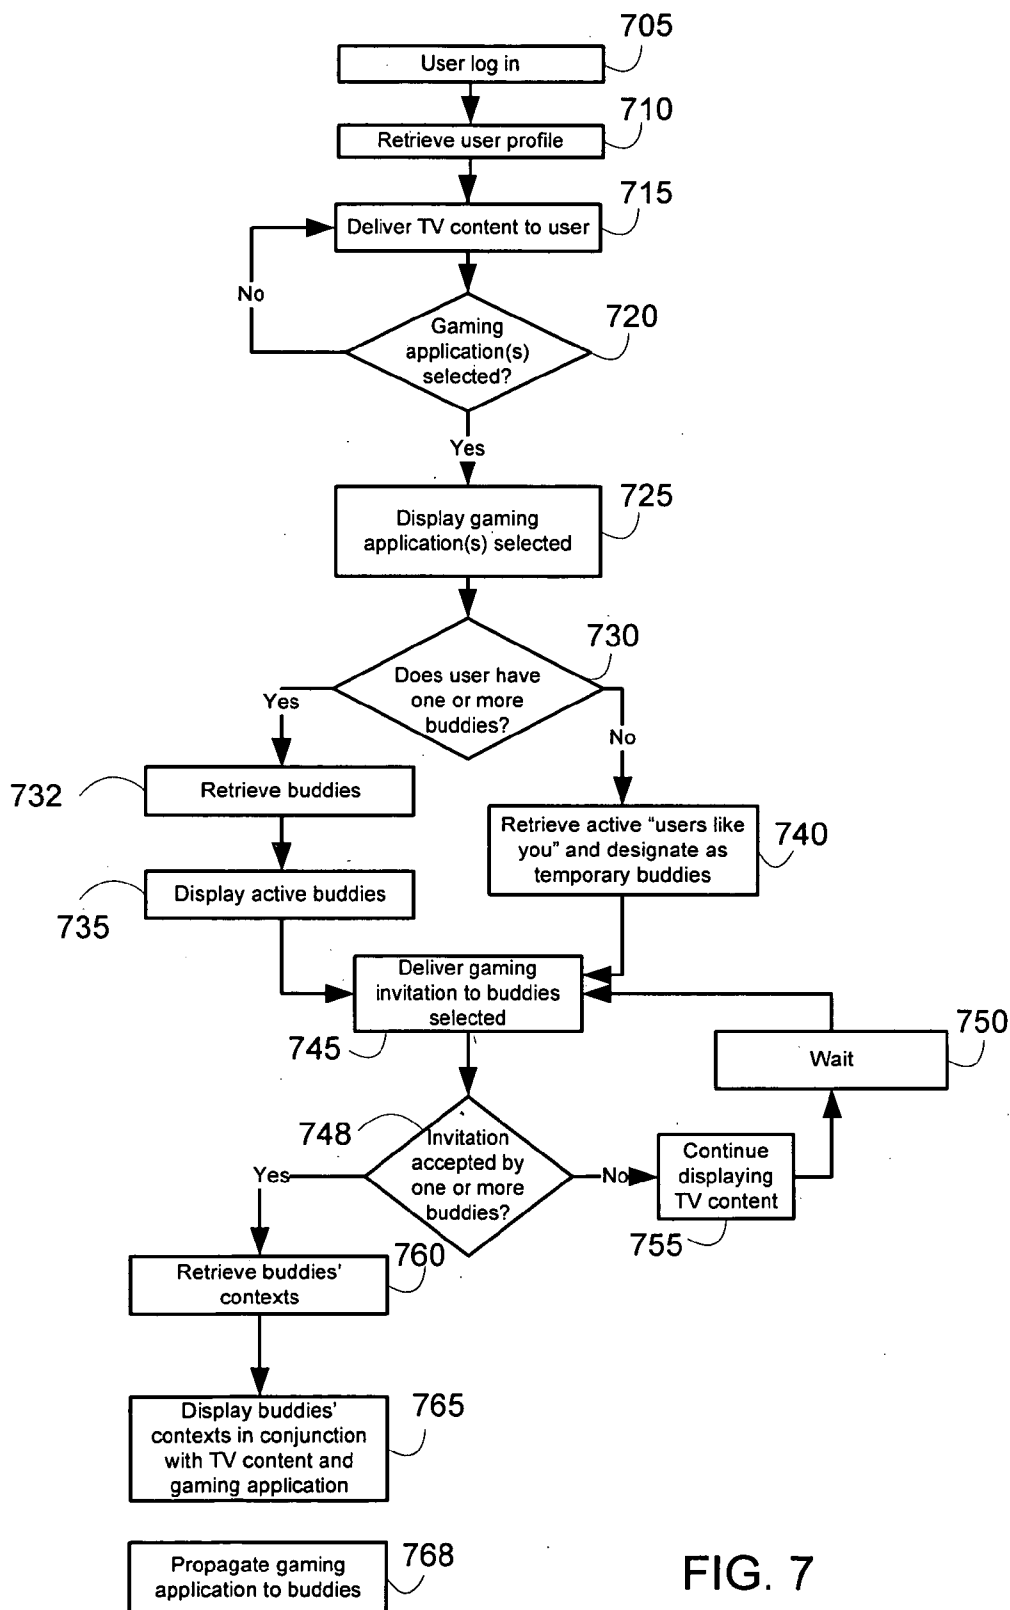 705
User log in
710
Retrieve user profile
715
Deliver TV content to user
No
720
Gaming
application(s)
selected?
Yes
725
Display gaming
application(s) selected
730
Does user have
one or more
buddies?
Yes
No
732
Retrieve buddies
740
Retrieve active “users like
you” and designate as
temporary buddies
735
Display active buddies
Deliver gaming
invitation to buddies
selected
745
750
Wait
748
Invitation
accepted by
one or more
buddies?
Yes
No
Continue
displaying
TV content
755
760
Retrieve buddies’
contexts
765
Display buddies’
contexts in conjunction
with TV content and
gaming application
768
Propagate gaming
application to buddies
FIG. 7